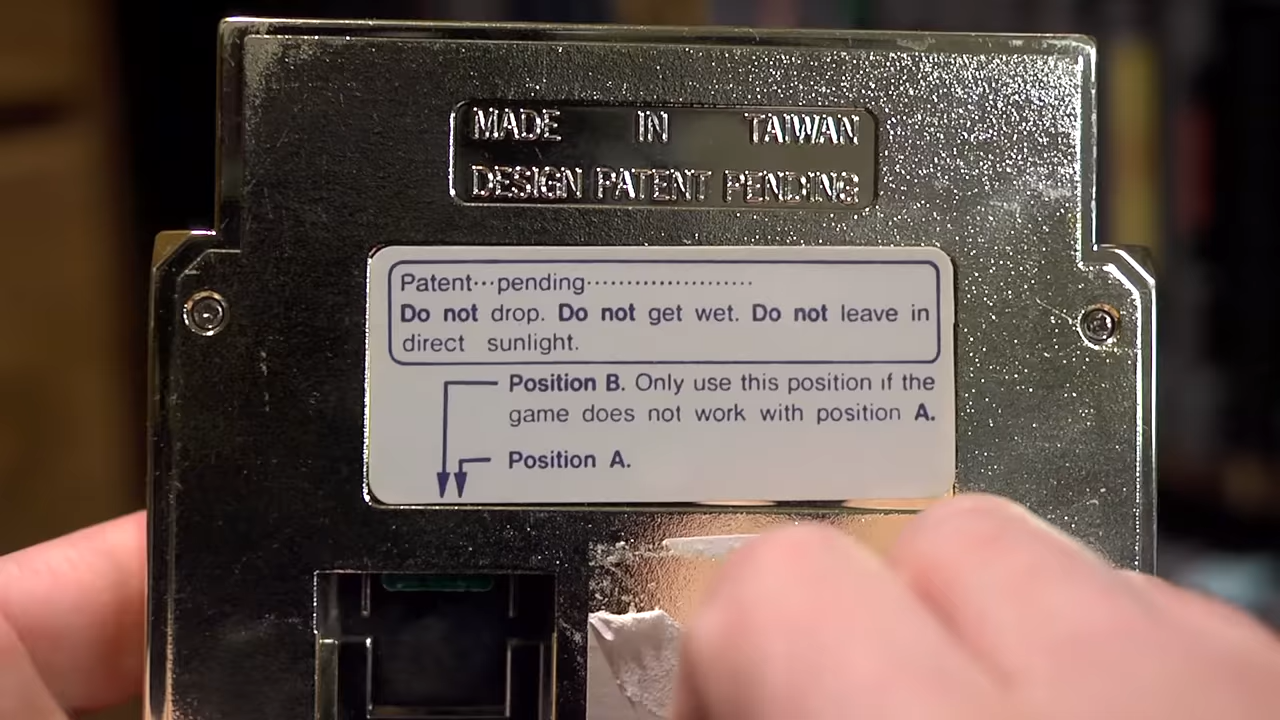 MADE IN TAIWAN
DESIGN PATENT PENDING
Patent···pending·····················
Do not drop. Do not get wet. Do not leave in
direct sunlight.
Position B. Only use this position if the
game does not work with position A.
Position A.